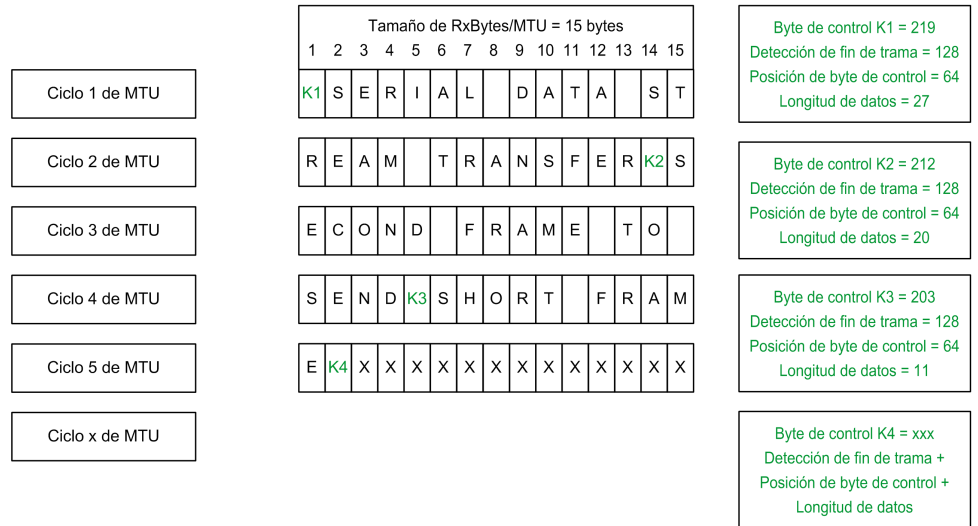 Tamaño de RxBytes/MTU = 15 bytes
1 2 3 4 5 6 7 8 9 10 11 12 13 14 15
Ciclo 1 de MTU
K1 S E R I A L D A T A S T
Ciclo 2 de MTU
R E A M T R A N S F E R K2 S
Ciclo 3 de MTU
E C O N D F R A M E T O
Ciclo 4 de MTU
S E N D K3 S H O R T F R A M
Ciclo 5 de MTU
E K4 X X X X X X X X X X X X X
Ciclo x de MTU
Byte de control K1 = 219
Detección de fin de trama = 128
Posición de byte de control = 64
Longitud de datos = 27
Byte de control K2 = 212
Detección de fin de trama = 128
Posición de byte de control = 64
Longitud de datos = 20
Byte de control K3 = 203
Detección de fin de trama = 128
Posición de byte de control = 64
Longitud de datos = 11
Byte de control K4 = xxx
Detección de fin de trama +
Posición de byte de control +
Longitud de datos